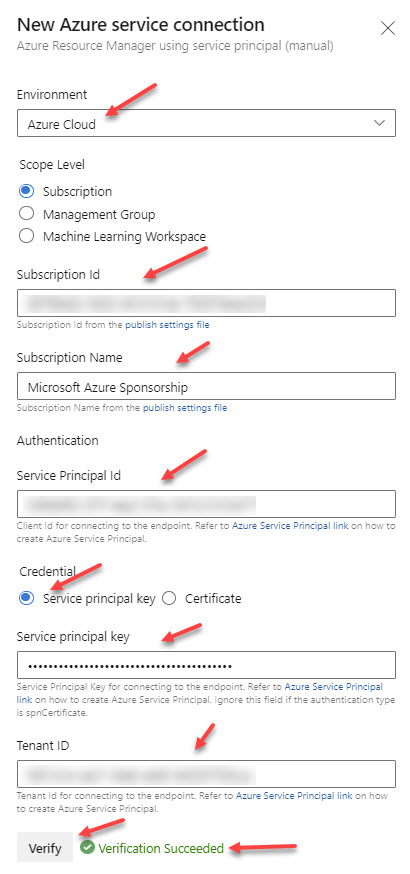 New Azure service connection
Azure Resource Manager using service principal (manual)
Environment
Azure Cloud
Scope Level
Subscription
Management Group
Machine Learning Workspace
Subscription Id
Subscription Id from the publish settings file
Subscription Name
Microsoft Azure Sponsorship
Subscription Name from the publish settings file
Authentication
Service Principal Id
Client Id for connecting to the endpoint. Refer to Azure Service Principal link on how to
create Azure Service Principal.
Credential
Service principal key
Certificate
Service principal key
Service Principal Key for connecting to the endpoint. Refer to Azure Service Principal
link on how to create Azure Service Principal. Ignore this field if the authentication type
is spnCertificate.
Tenant ID
Tenant Id for connecting to the endpoint. Refer to Azure Service Principal link on how
to create Azure Service Principal.
Verify
Verification Succeeded